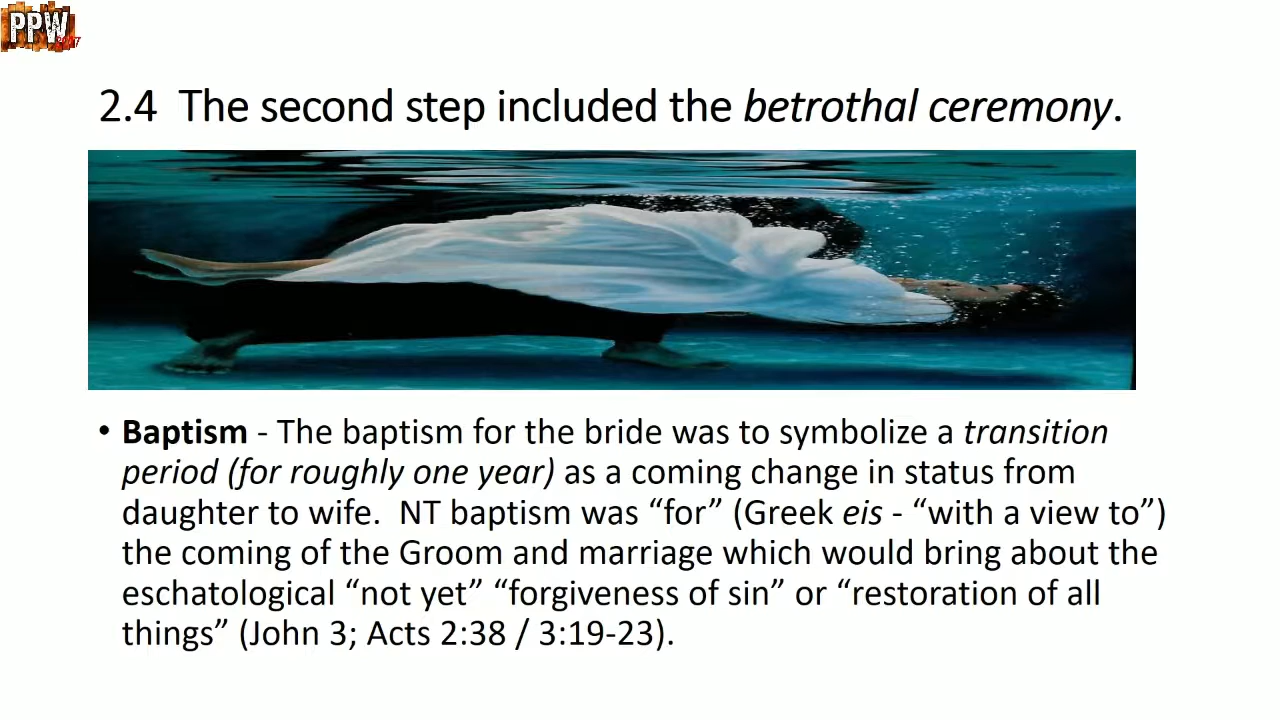 PPW
2.4  The second step included the betrothal ceremony.
• Baptism - The baptism for the bride was to symbolize a transition
period (for roughly one year) as a coming change in status from
daughter to wife.  NT baptism was “for” (Greek eis - “with a view to”)
the coming of the Groom and marriage which would bring about the
eschatological “not yet” “forgiveness of sin” or “restoration of all
things” (John 3; Acts 2:38 / 3:19-23).